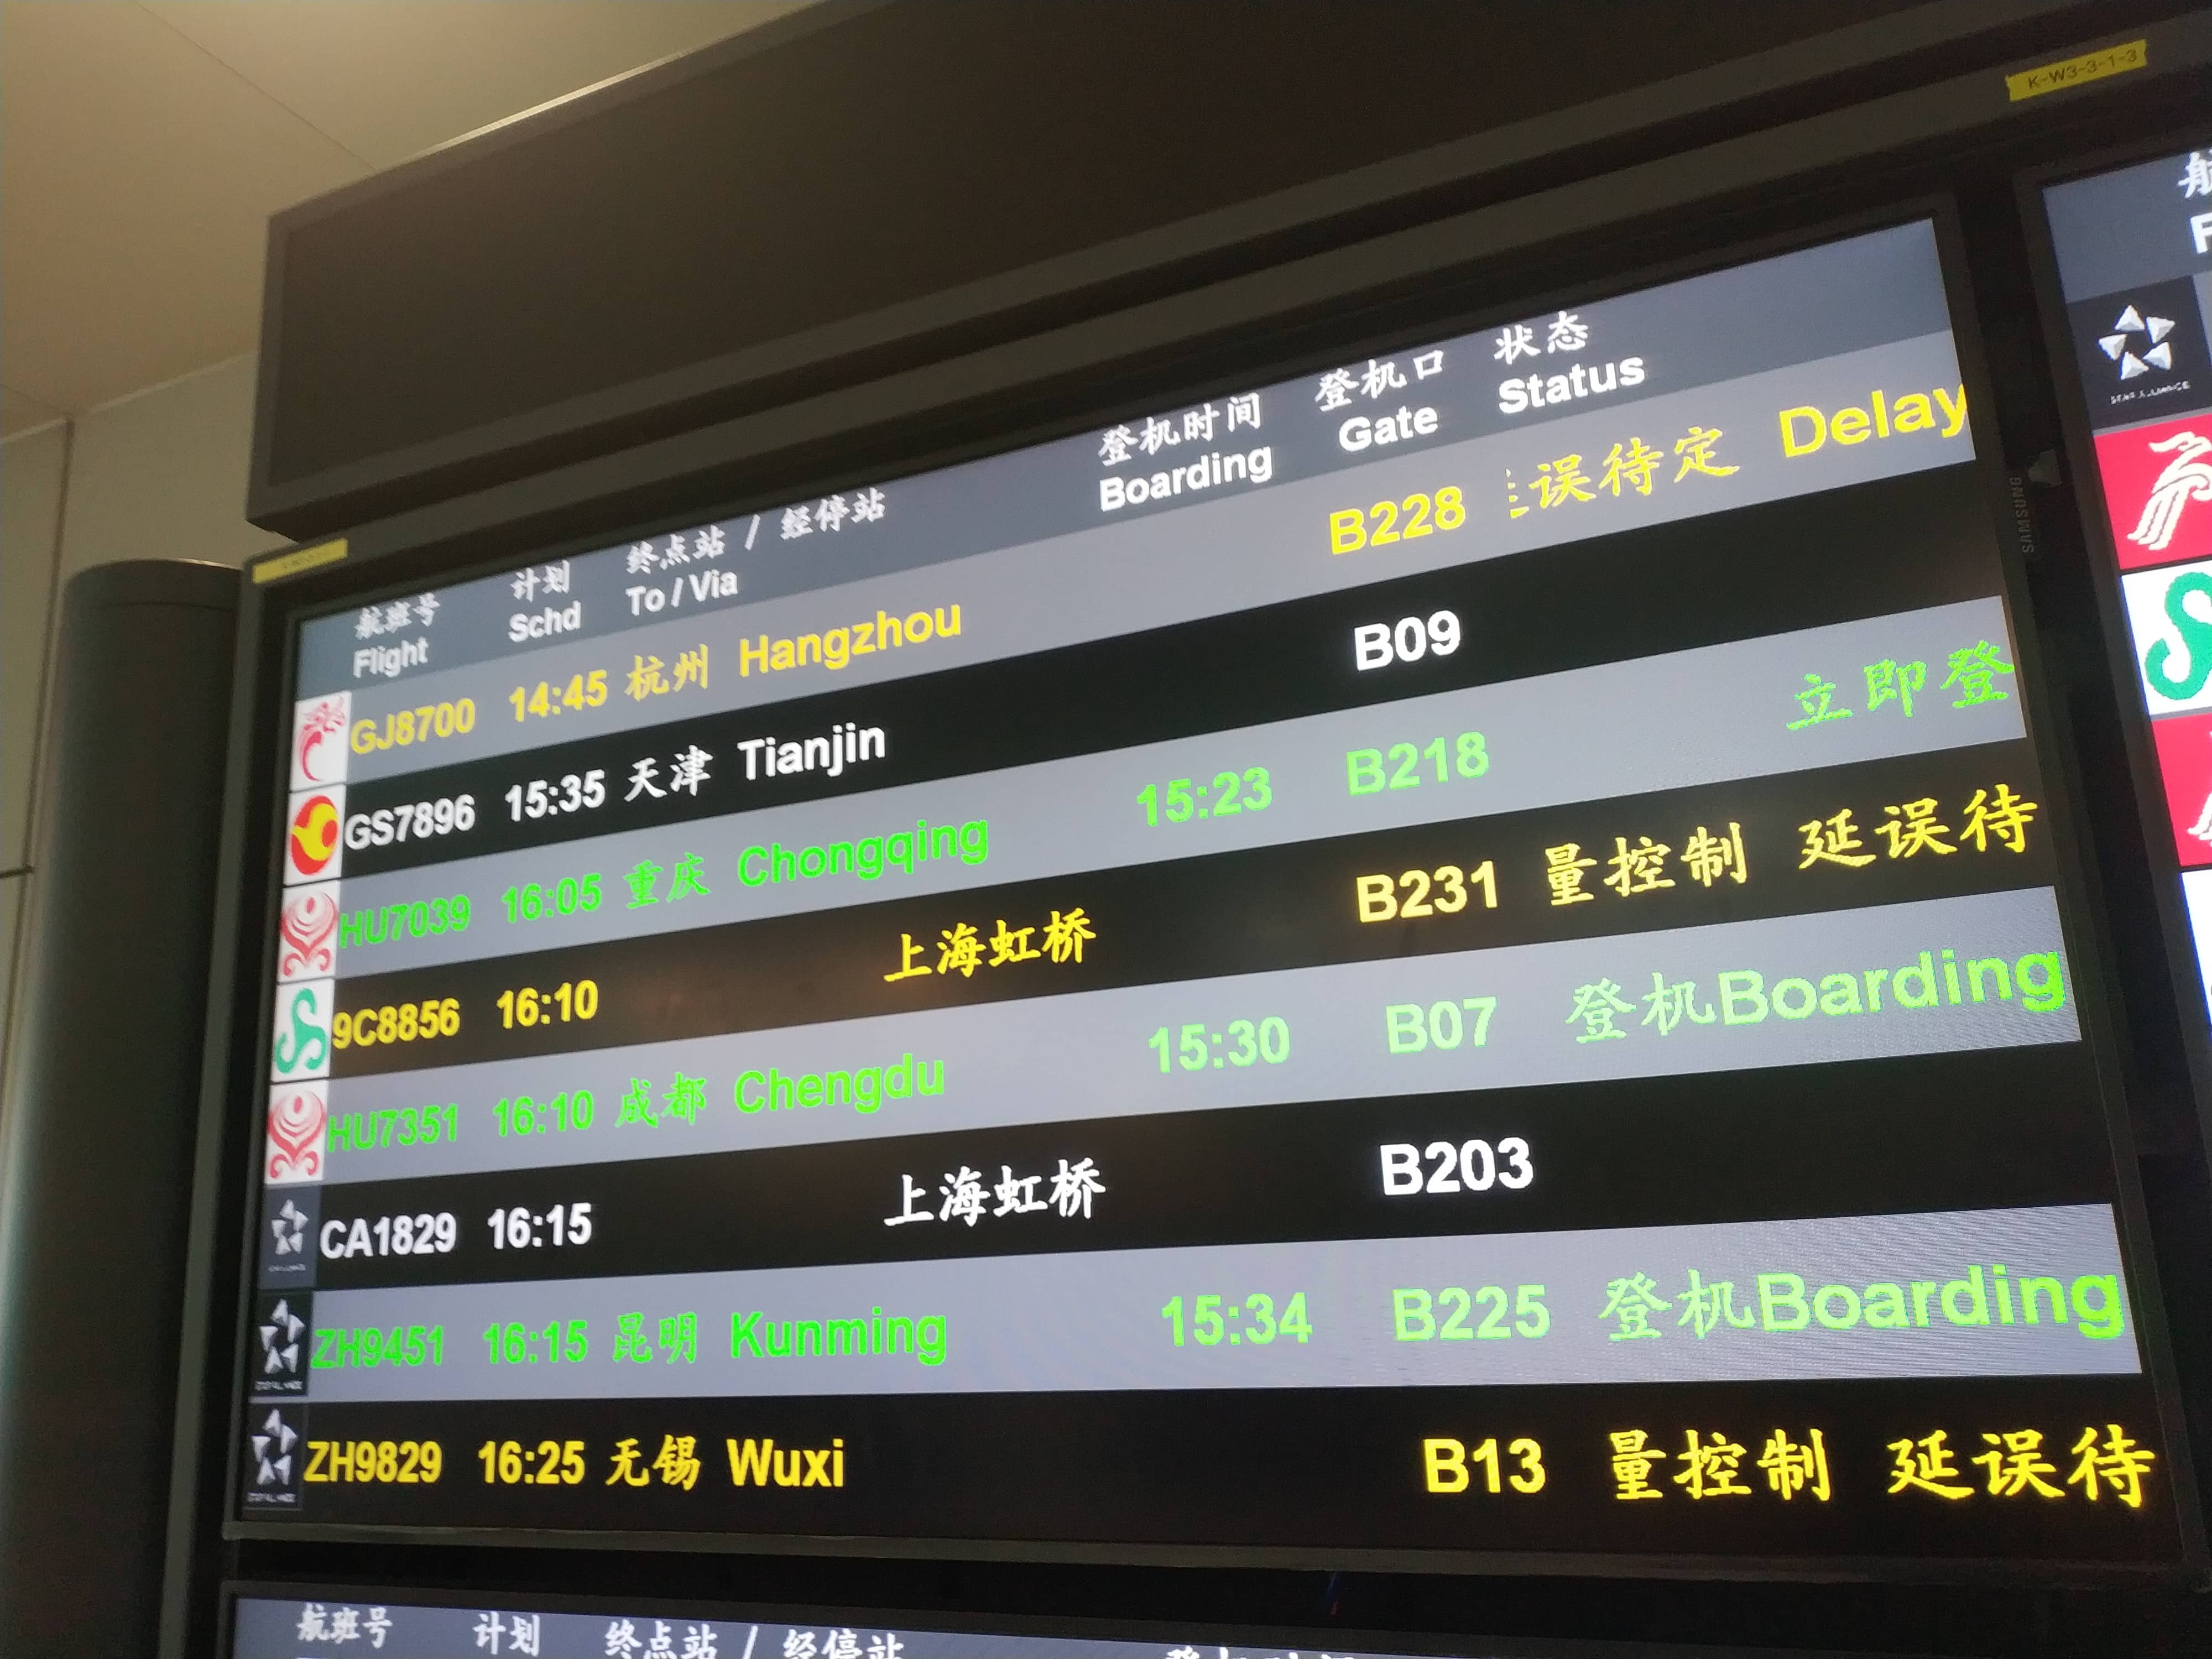 K-W3-3-1-3
航班号 计划 终点站 / 经停站 登机时间 登机口 状态
Flight Schd To / Via Boarding Gate Status
GJ8700 14:45 杭州 Hangzhou B228 误待定 Delay
GS7896 15:35 天津 Tianjin B09
HU7039 16:05 重庆 Chongqing 15:23 B218 立即登
9C8856 16:10 上海虹桥 B231 量控制 延误待
HU7351 16:10 成都 Chengdu 15:30 B07 登机Boarding
CA1829 16:15 上海虹桥 B203
ZH9451 16:15 昆明 Kunming 15:34 B225 登机Boarding
ZH9829 16:25 无锡 Wuxi B13 量控制 延误待
SAMSUNG
航班号 计划 终点站 / 经停站
航
F
STAR ALLIANCE